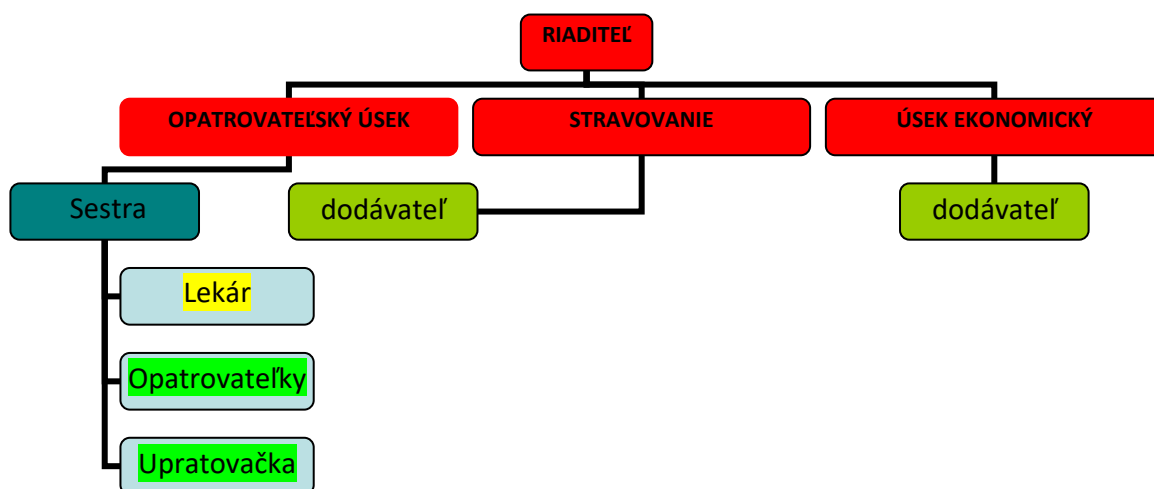 RIADITEĽ
OPATROVATEĽSKÝ ÚSEK
STRAVOVANIE
ÚSEK EKONOMICKÝ
Sestra
dodávateľ
dodávateľ
Lekár
Opatrovateľky
Upratovačka